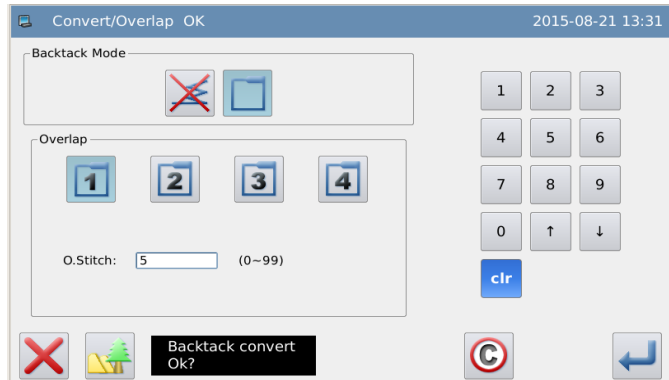 Convert/Overlap OK 2015-08-21 13:31
Backtack Mode
1 2 3
Overlap
4 5 6
1 2 3 4
7 8 9
0 ↑ ↓
O.Stitch: 5 (0~99)
clr
Backtack convert
Ok?
C